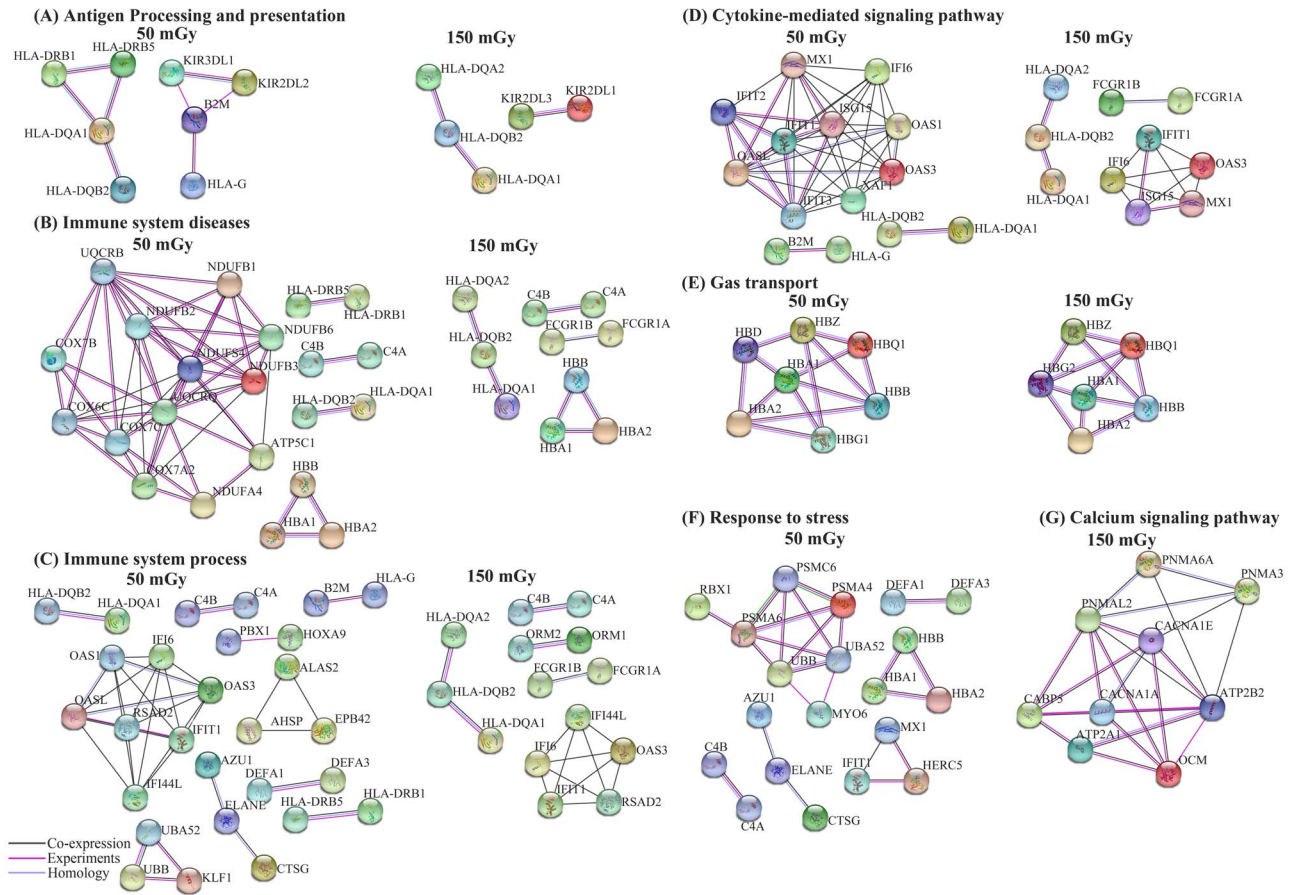 (A) Antigen Processing and presentation
50 mGy
HLA-DRB1
HLA-DRB5
KIR3DL1
KIR2DL2
B2M
HLA-DQA1
HLA-DQB2
HLA-G
150 mGy
HLA-DQA2
KIR2DL3
KIR2DL1
HLA-DQB2
HLA-DQA1
(B) Immune system diseases
50 mGy
UQCRB
NDUFB1
NDUFB2
NDUFB6
COX7B
NDUFS4
NDUFB3
COX6C
UQCRQ
COX7C
ATP5C1
COX7A2
NDUFA4
HLA-DRB5
HLA-DRB1
C4B
C4A
HLA-DQB2
HLA-DQA1
HBB
HBA1
HBA2
150 mGy
HLA-DQA2
C4B
C4A
FCGR1B
FCGR1A
HLA-DQB2
HBB
HLA-DQA1
HBA1
HBA2
(C) Immune system process
50 mGy
HLA-DQB2
HLA-DQA1
C4B
C4A
B2M
HLA-G
PBX1
HOXA9
IFI6
OAS1
ALAS2
OAS3
OASL
RSAD2
IFIT1
AHSP
EPB42
IFI44L
AZU1
DEFA1
DEFA3
ELANE
HLA-DRB5
HLA-DRB1
UBA52
UBB
KLF1
CTSG
Co-expression
Experiments
Homology
150 mGy
HLA-DQA2
C4B
C4A
ORM2
ORM1
FCGR1B
FCGR1A
HLA-DQB2
HLA-DQA1
IFI44L
IFI6
OAS3
IFIT1
RSAD2
(D) Cytokine-mediated signaling pathway
50 mGy
MX1
IFI6
IFIT2
ISG15
IFIT1
OAS1
OASL
OAS3
XAF1
IFIT3
HLA-DQB2
HLA-DQA1
B2M
HLA-G
150 mGy
HLA-DQA2
FCGR1B
FCGR1A
HLA-DQB2
IFIT1
IFI6
OAS3
HLA-DQA1
ISG15
MX1
(E) Gas transport
50 mGy
HBZ
HBD
HBQ1
HBA1
HBB
HBA2
HBG1
150 mGy
HBZ
HBQ1
HBG2
HBA1
HBB
HBA2
(F) Response to stress
50 mGy
PSMC6
RBX1
PSMA4
DEFA1
DEFA3
PSMA6
HBB
UBA52
UBB
HBA1
HBA2
AZU1
MYO6
MX1
C4B
ELANE
IFIT1
HERC5
C4A
CTSG
(G) Calcium signaling pathway
150 mGy
PNMA6A
PNMA3
PNMAL2
CACNA1E
CABP5
CACNA1A
ATP2B2
ATP2A1
OCM